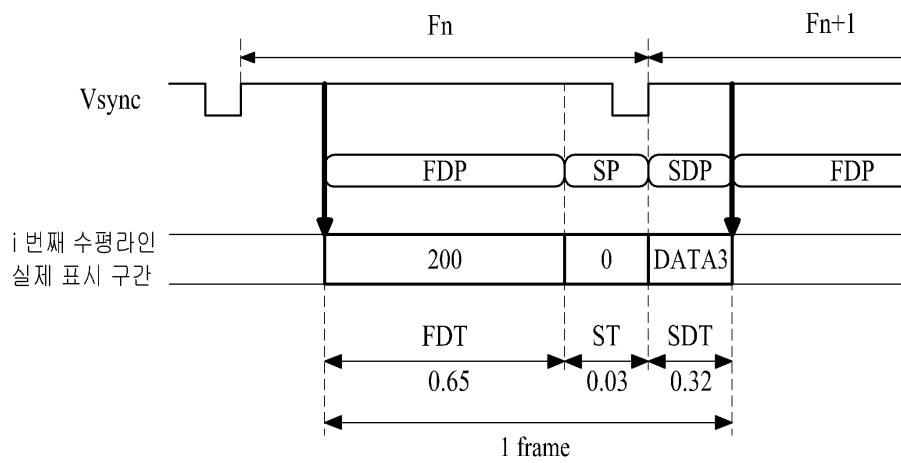 Fn
Fn+1
Vsync
FDP
SP
SDP
FDP
i 번째 수평라인
실제 표시 구간
200
0
DATA3
FDT
ST
SDT
0.65
0.03
0.32
1 frame